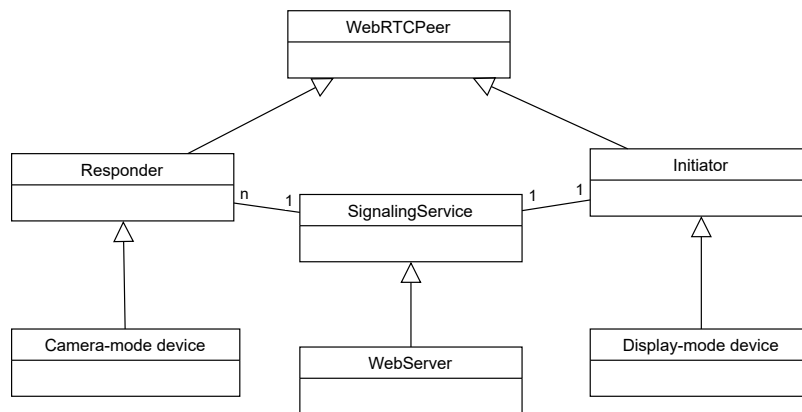 WebRTCPeer
Responder
Initiator
n
1
SignalingService
1
1
Camera-mode device
WebServer
Display-mode device